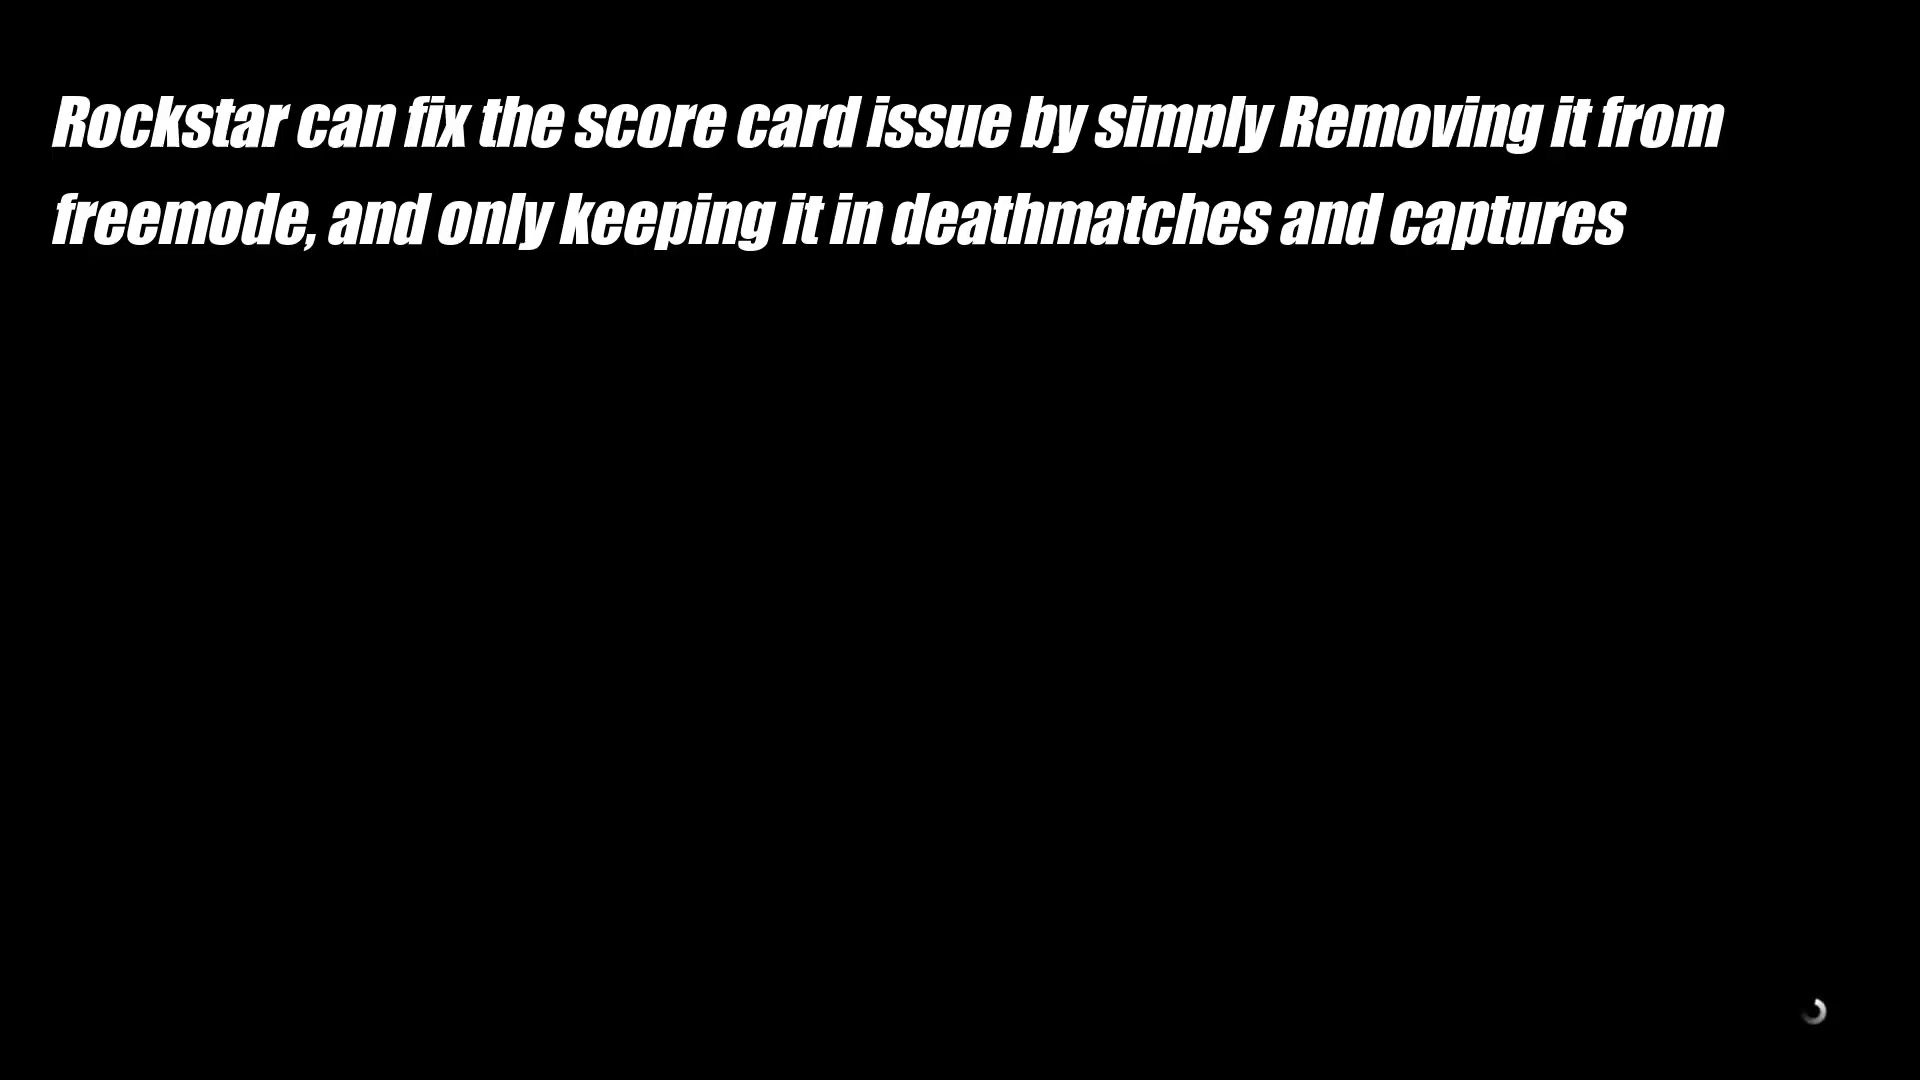 Rockstar can fix the score card issue by simply Removing it from
freemode, and only keeping it in deathmatches and captures